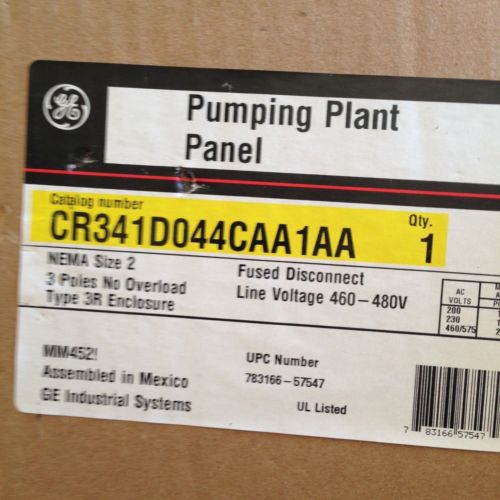 GE
Pumping Plant
Panel
Catalog number
Qty.
CR341D044CAA1AA
1
NEMA Size 2
3 Poles No Overload
Type 3R Enclosure
Fused Disconnect
Line Voltage 460-480V
AC
VOLTS
200
230
460/575
MM452I
Assembled in Mexico
GE Industrial Systems
UPC Number
783166-57547
UL Listed
7 83166 57547